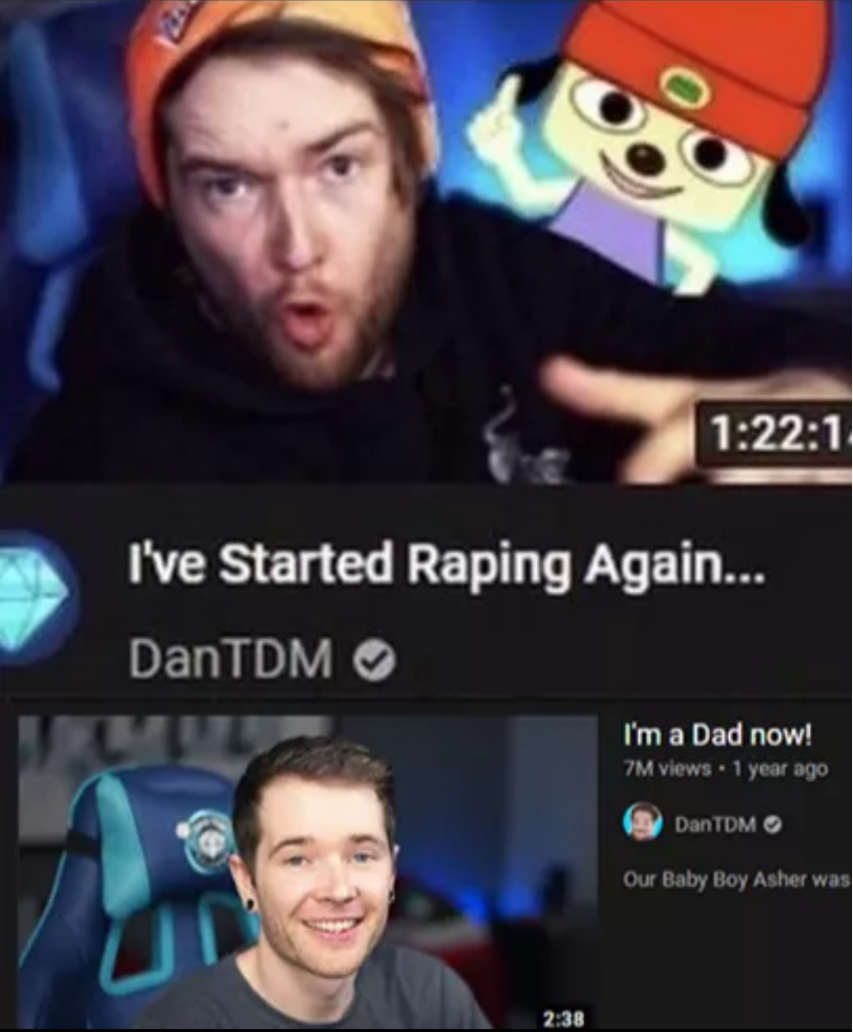 1:22:1
I've Started Raping Again...
DanTDM
I'm a Dad now!
7M views • 1 year ago
DanTDM
Our Baby Boy Asher was
2:38